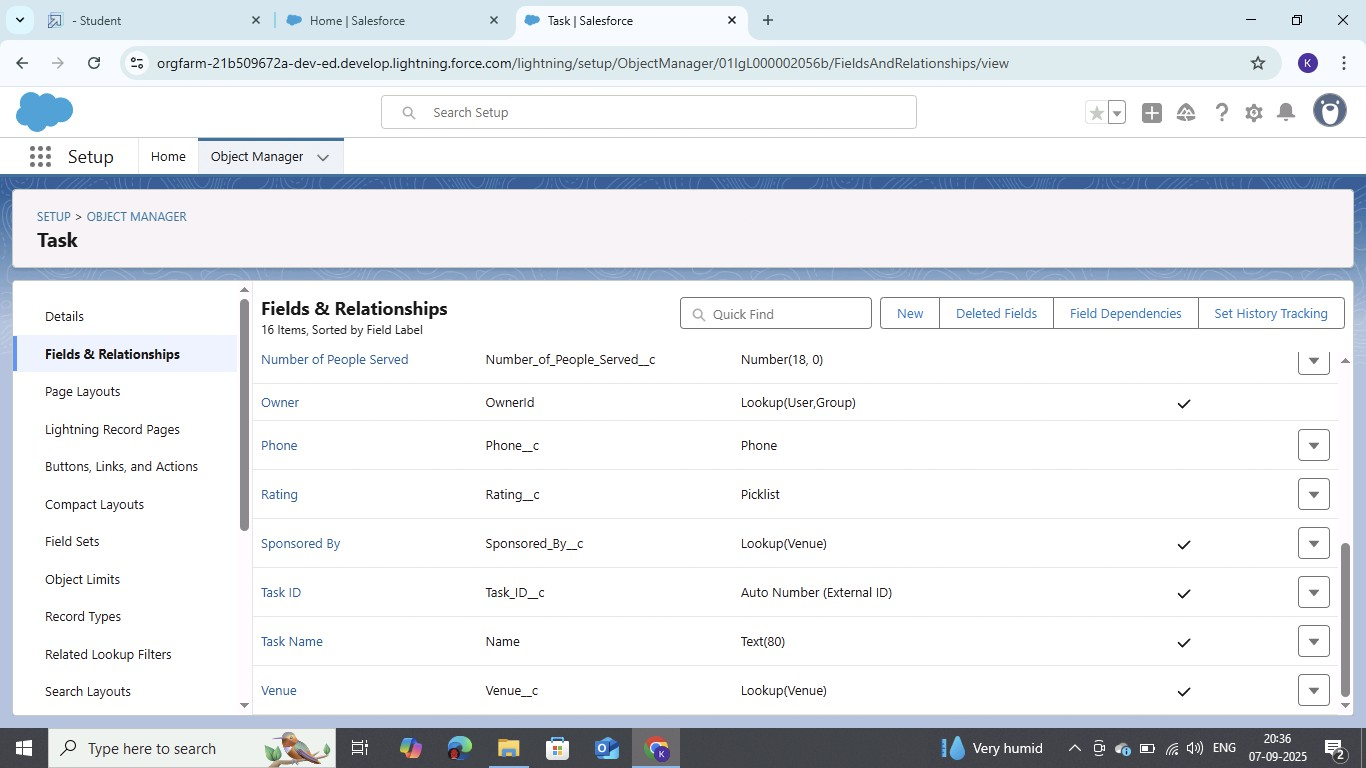 - Student
Home | Salesforce
Task | Salesforce
orgfarm-21b509672a-dev-ed.develop.lightning.force.com/lightning/setup/ObjectManager/01IgL000002056b/FieldsAndRelationships/view
K
Search Setup
Setup
Home
Object Manager
SETUP > OBJECT MANAGER
Task
Details
Fields & Relationships
Page Layouts
Lightning Record Pages
Buttons, Links, and Actions
Compact Layouts
Field Sets
Object Limits
Record Types
Related Lookup Filters
Search Layouts
Fields & Relationships
16 Items, Sorted by Field Label
Quick Find
New
Deleted Fields
Field Dependencies
Set History Tracking
Number of People Served Number_of_People_Served__c Number(18, 0)
Owner OwnerId Lookup(User,Group)
Phone Phone__c Phone
Rating Rating__c Picklist
Sponsored By Sponsored_By__c Lookup(Venue)
Task ID Task_ID__c Auto Number (External ID)
Task Name Name Text(80)
Venue Venue__c Lookup(Venue)
Type here to search
K
Very humid
ENG
20:36
07-09-2025
2